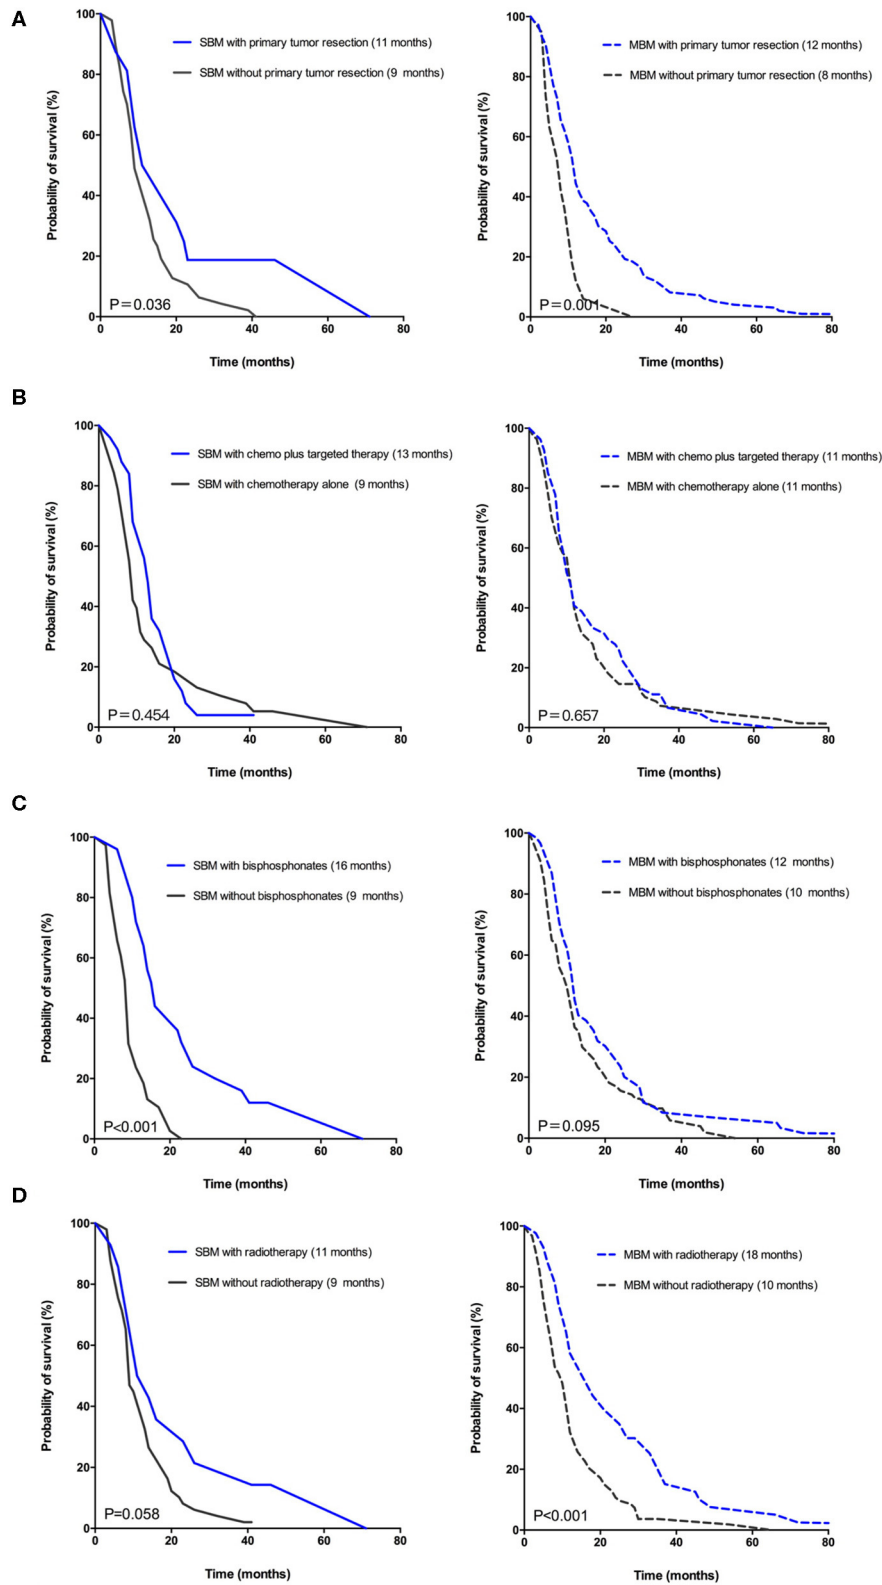 A
Probability of survival (%)
100
80
60
40
20
0
SBM with primary tumor resection (11 months)
SBM without primary tumor resection (9 months)
P=0.036
0 20 40 60 80
Time (months)
Probability of survival (%)
100
80
60
40
20
0
MBM with primary tumor resection (12 months)
MBM without primary tumor resection (8 months)
P=0.001
0 20 40 60 80
Time (months)
B
Probability of survival (%)
100
80
60
40
20
0
SBM with chemo plus targeted therapy (13 months)
SBM with chemotherapy alone (9 months)
P=0.454
0 20 40 60 80
Time (months)
Probability of survival (%)
100
80
60
40
20
0
MBM with chemo plus targeted therapy (11 months)
MBM with chemotherapy alone (11 months)
P=0.657
0 20 40 60 80
Time (months)
C
Probability of survival (%)
100
80
60
40
20
0
SBM with bisphosphonates (16 months)
SBM without bisphosphonates (9 months)
P<0.001
0 20 40 60 80
Time (months)
Probability of survival (%)
100
80
60
40
20
0
MBM with bisphosphonates (12 months)
MBM without bisphosphonates (10 months)
P=0.095
0 20 40 60 80
Time (months)
D
Probability of survival (%)
100
80
60
40
20
0
SBM with radiotherapy (11 months)
SBM without radiotherapy (9 months)
P=0.058
0 20 40 60 80
Time (months)
Probability of survival (%)
100
80
60
40
20
0
MBM with radiotherapy (18 months)
MBM without radiotherapy (10 months)
P<0.001
0 20 40 60 80
Time (months)